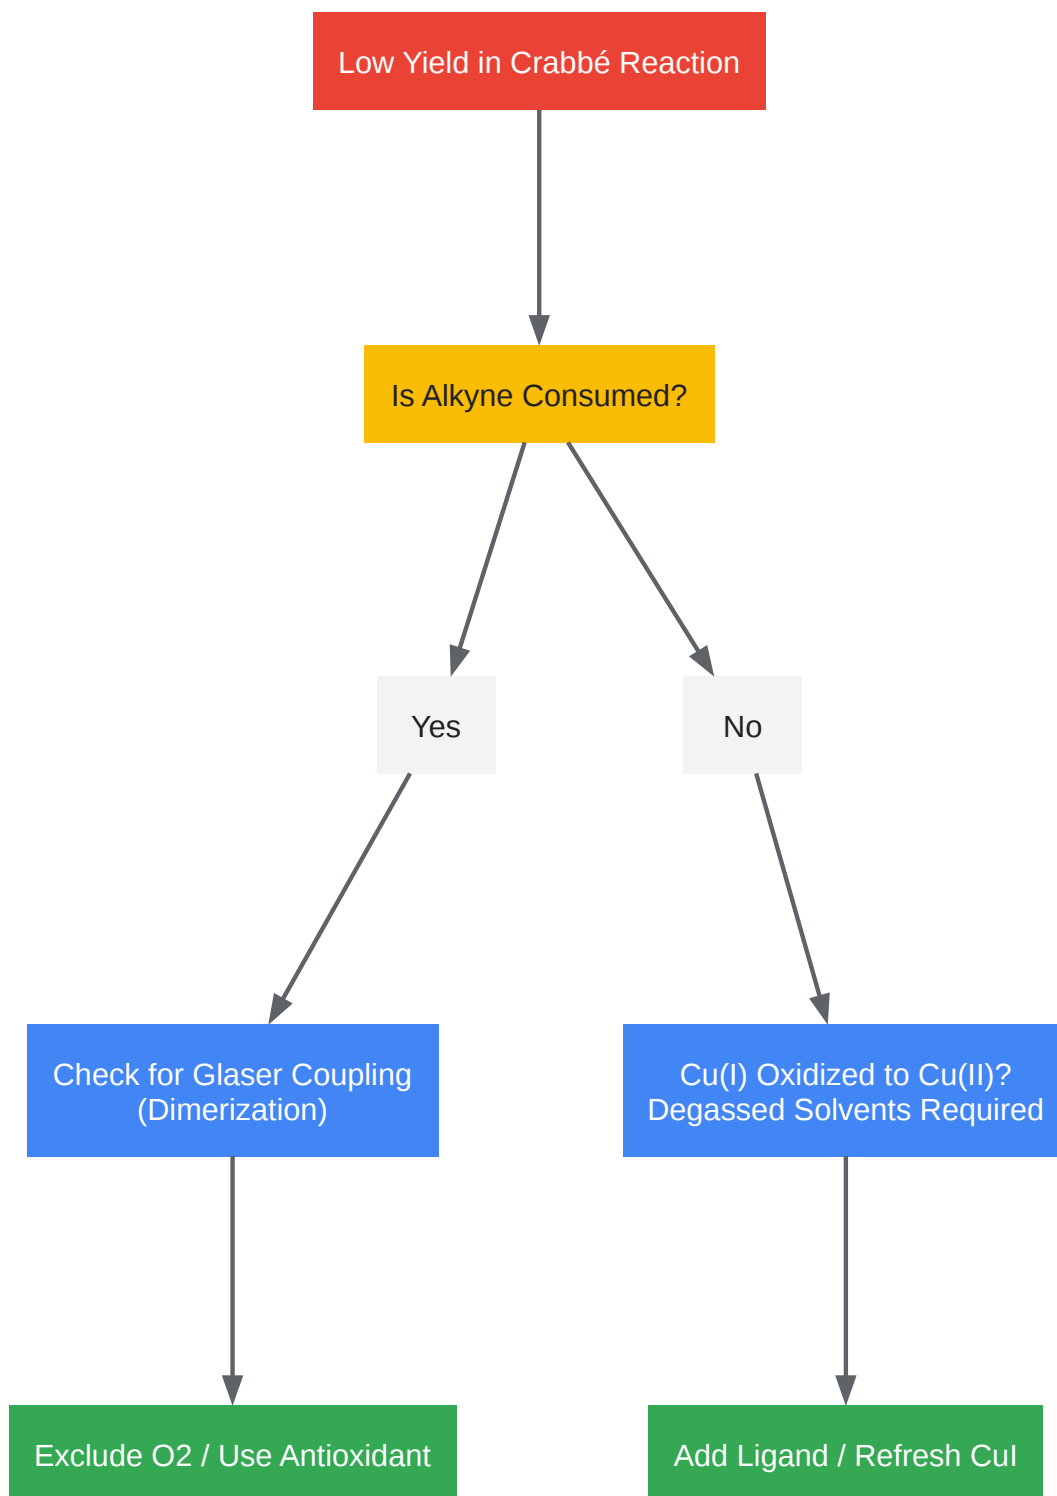 Low Yield in Crabbé Reaction
Is Alkyne Consumed?
Yes
No
Check for Glaser Coupling
(Dimerization)
Cu(I) Oxidized to Cu(II)?
Degassed Solvents Required
Exclude O2 / Use Antioxidant
Add Ligand / Refresh CuI